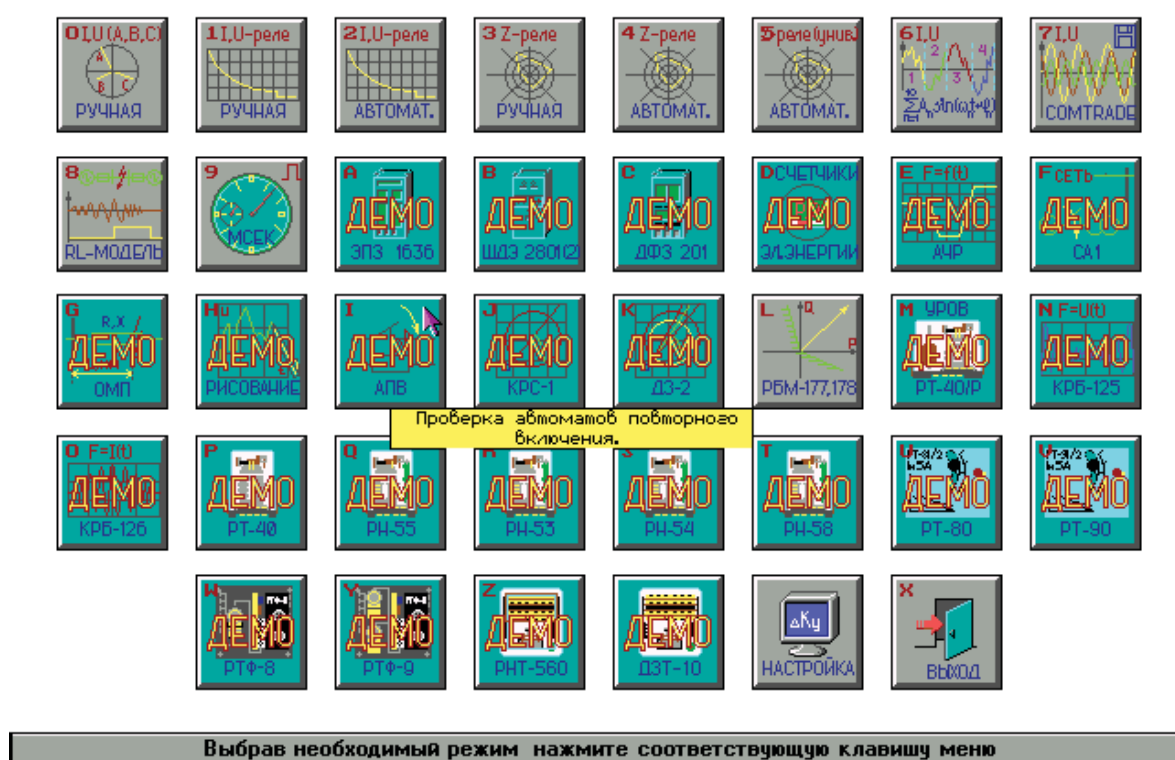 0 I,U(A,B,C)
A
B C
РУЧНАЯ
1 I,U-реле
РУЧНАЯ
2 I,U-реле
АВТОМАТ.
3 Z-реле
РУЧНАЯ
4 Z-реле
АВТОМАТ.
5 реле(унив.)
АВТОМАТ.
6 I,U
2 4
1 3
7 I,U
COMTRADE
8
RL-МОДЕЛЬ
9
МСЕК
A
ДЕМО
ЭПЗ 1636
B
ДЕМО
ШДЭ 2801(2)
C
ДЕМО
ДФЗ 201
D СЧЕТЧИКИ
ДЕМО
ЭЛ.ЭНЕРГИИ
E F=f(t)
ДЕМО
АЧР
F СЕТЬ
ДЕМО
СА1
G
R,X
ДЕМО
ОМП
H u
ДЕМО
t
РИСОВАНИЕ
I
ДЕМО
АПВ
J
ДЕМО
КРС-1
K
ДЕМО
ДЗ-2
L
Q
P
РБМ-177,178
M УРОВ
ДЕМО
РТ-40/Р
N F=U(t)
ДЕМО
КРБ-125
Проверка автоматов повторного
включения.
O F=I(t)
ДЕМО
КРБ-126
P
ДЕМО
РТ-40
Q
ДЕМО
РН-55
R
ДЕМО
РН-53
S
ДЕМО
РН-54
T
ДЕМО
РН-58
U
ДЕМО
РТ-80
V
ДЕМО
РТ-90
W
ДЕМО
РТФ-8
Y
ДЕМО
РТФ-9
Z
ДЕМО
РНТ-560
ДЕМО
ДЗТ-10
ΔKy
НАСТРОЙКА
X
ВЫХОД
Выбрав необходимый режим нажмите соответствующую клавишу меню